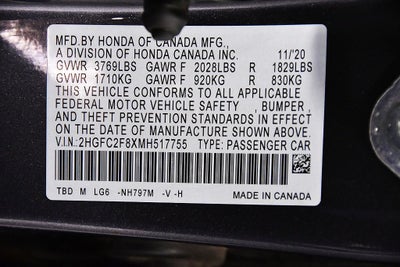 MFD.BY HONDA OF CANADA MFG.,
A DIVISION OF HONDA CANADA INC. 11/'20
GVWR 3769LBS GAWR F 2028LBS R 1829LBS
GVWR 1710KG GAWR F 920KG R 830KG
THIS VEHICLE CONFORMS TO ALL APPLICABLE
FEDERAL MOTOR VEHICLE SAFETY , BUMPER ,
AND THEFT PREVENTION STANDARDS IN EFFECT ON
THE DATE OF MANUFACTURE SHOWN ABOVE.
V.I.N: 2HGFC2F8XMH517755 TYPE: PASSENGER CAR
TBD M LG6 -NH797M -V -H
MADE IN CANADA